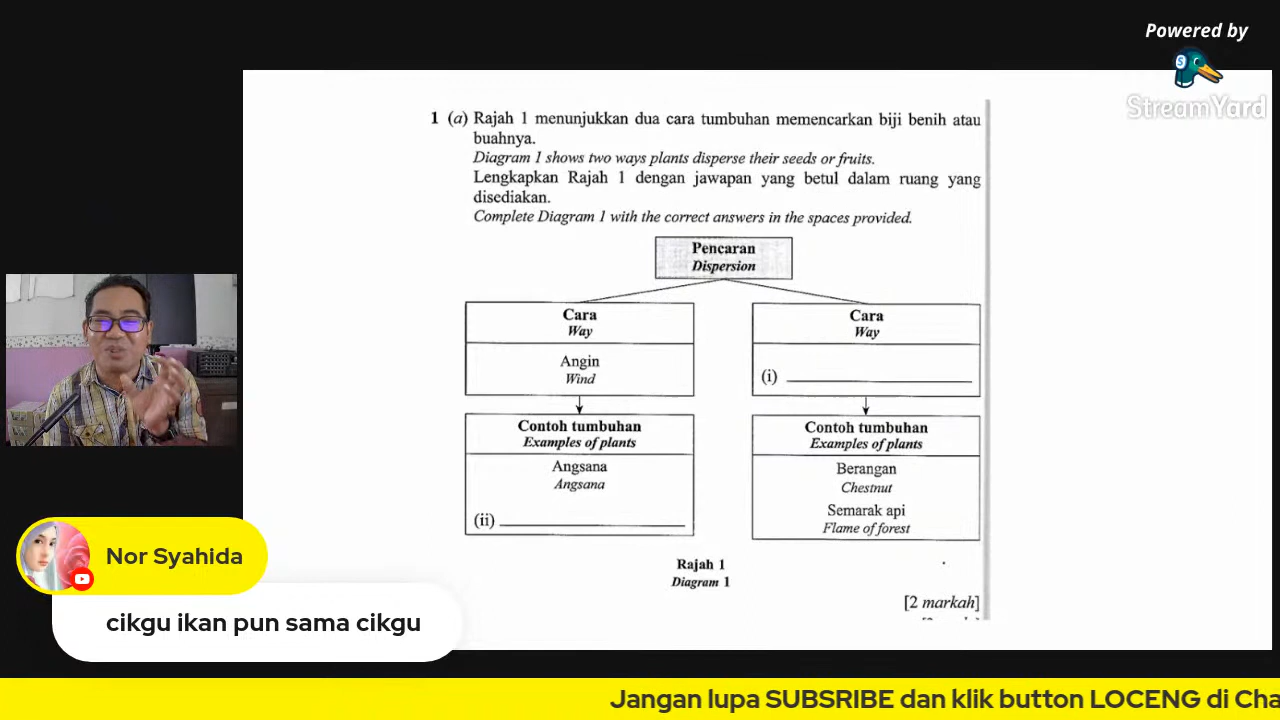 Powered by
StreamYard
1 (a) Rajah 1 menunjukkan dua cara tumbuhan memencarkan biji benih atau
buahnya.
Diagram 1 shows two ways plants disperse their seeds or fruits.
Lengkapkan Rajah 1 dengan jawapan yang betul dalam ruang yang
disediakan.
Complete Diagram 1 with the correct answers in the spaces provided.
Pencaran
Dispersion
Cara
Way
Angin
Wind
Contoh tumbuhan
Examples of plants
Angsana
Angsana
(ii)
Cara
Way
(i)
Contoh tumbuhan
Examples of plants
Berangan
Chestnut
Semarak api
Flame of forest
Rajah 1
Diagram 1
[2 markah]
Nor Syahida
cikgu ikan pun sama cikgu
Jangan lupa SUBSRIBE dan klik button LOCENG di Cha